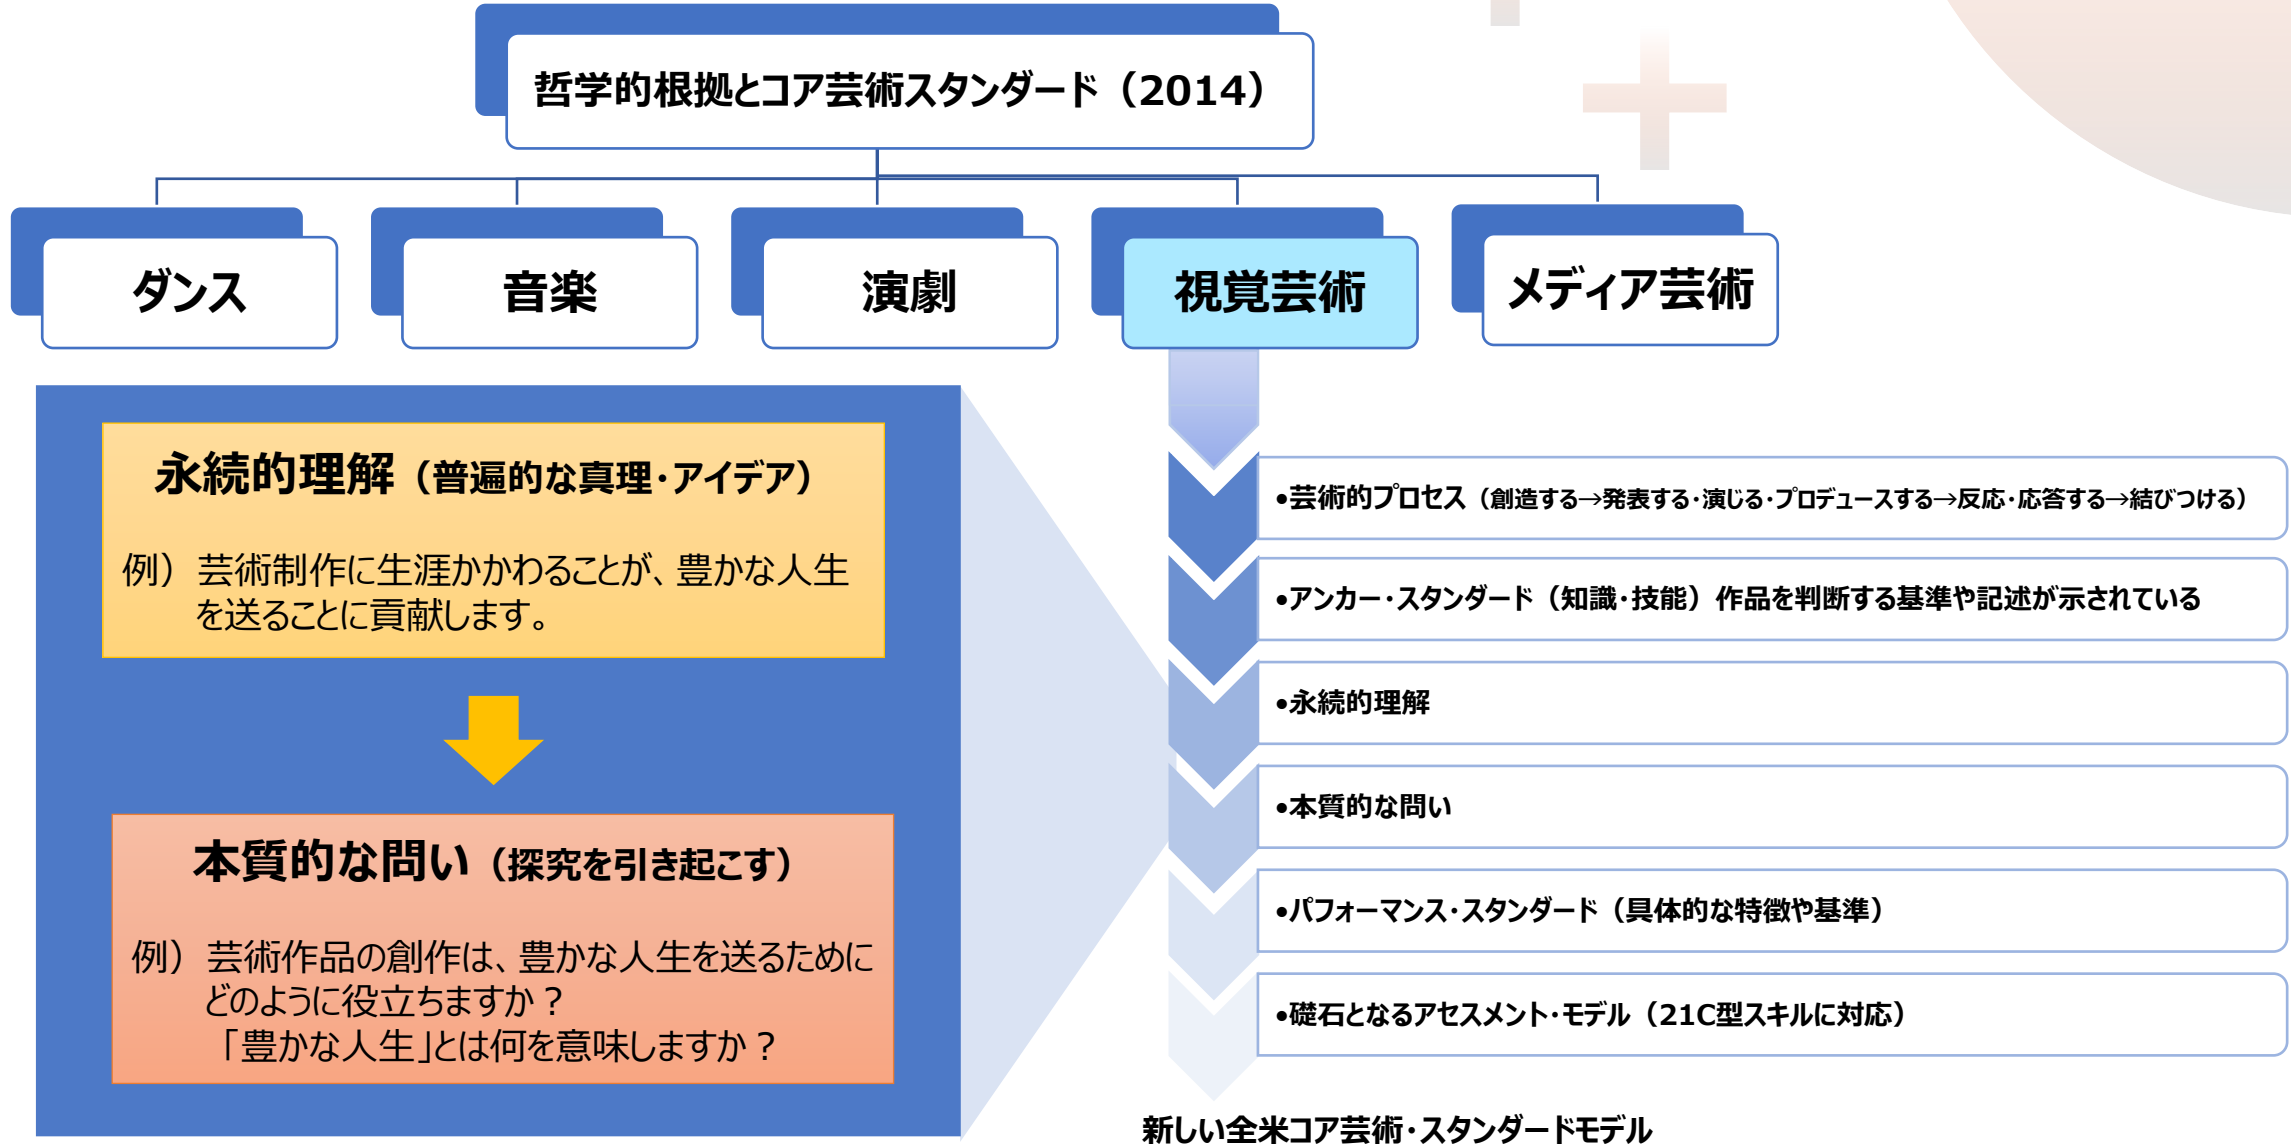 哲学的根拠とコア芸術スタンダード（2014）
ダンス
音楽
演劇
視覚芸術
メディア芸術
永続的理解（普遍的な真理・アイデア）
例）芸術制作に生涯かかわることが、豊かな人生
を送ることに貢献します。
本質的な問い（探究を引き起こす）
例）芸術作品の創作は、豊かな人生を送るために
どのように役立ちますか？
「豊かな人生」とは何を意味しますか？
•芸術的プロセス（創造する→発表する・演じる・プロデュースする→反応・応答する→結びつける）
•アンカー・スタンダード（知識・技能）作品を判断する基準や記述が示されている
•永続的理解
•本質的な問い
•パフォーマンス・スタンダード（具体的な特徴や基準）
•礎石となるアセスメント・モデル（21C型スキルに対応）
新しい全米コア芸術・スタンダードモデル